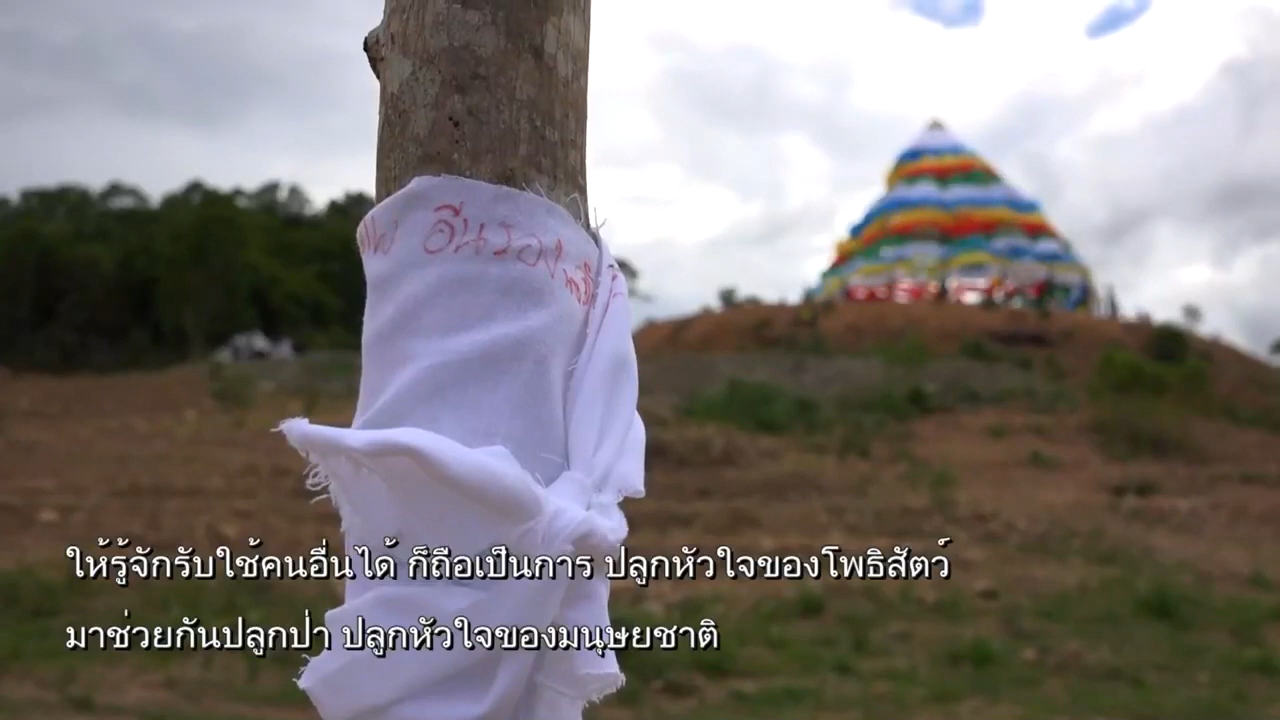 อินรอง
ให้รู้จักรับใช้คนอื่นได้ ก็ถือเป็นการ ปลูกหัวใจของโพธิสัตว์
มาช่วยกันปลูกป่า ปลูกหัวใจของมนุษยชาติ